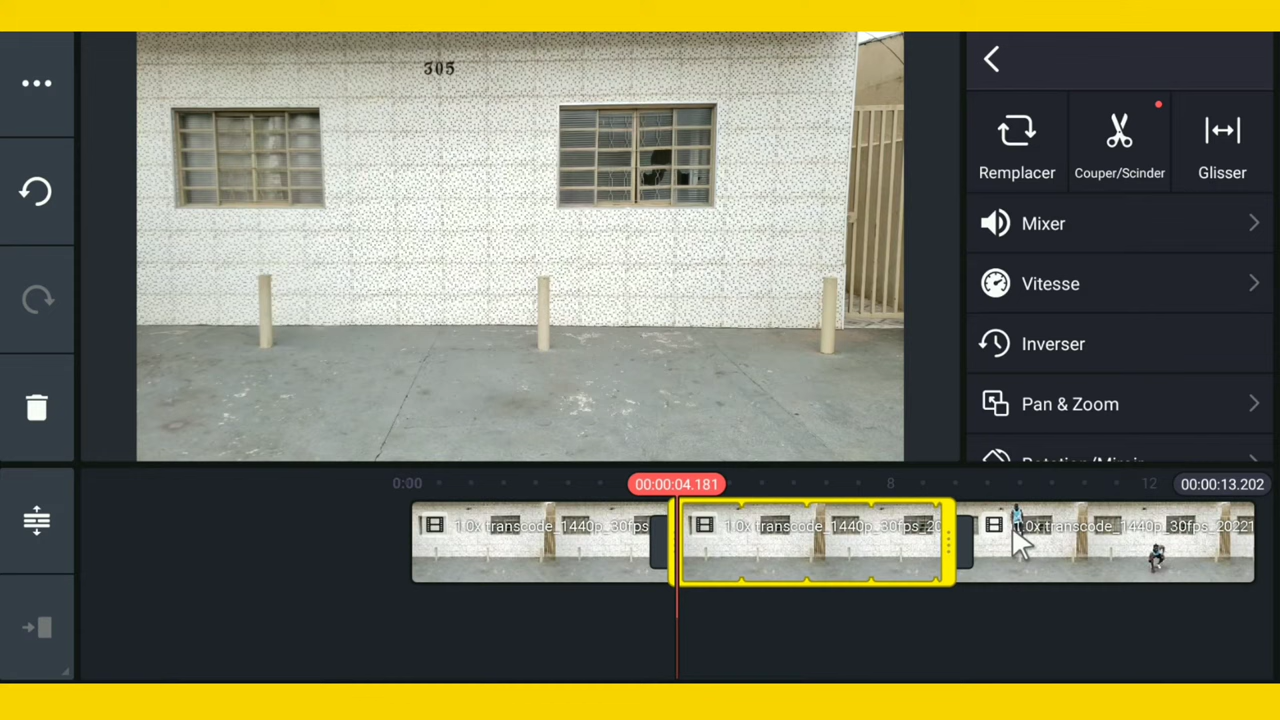 305
Remplacer
Couper/Scinder
Glisser
Mixer
Vitesse
Inverser
Pan & Zoom
0:00
00:00:04.181
8
12
00:00:13.202
1.0x transcode_1440p_30fps
1.0x transcode_1440p_30fps_20
1.0x transcode_1440p_30fps_20221